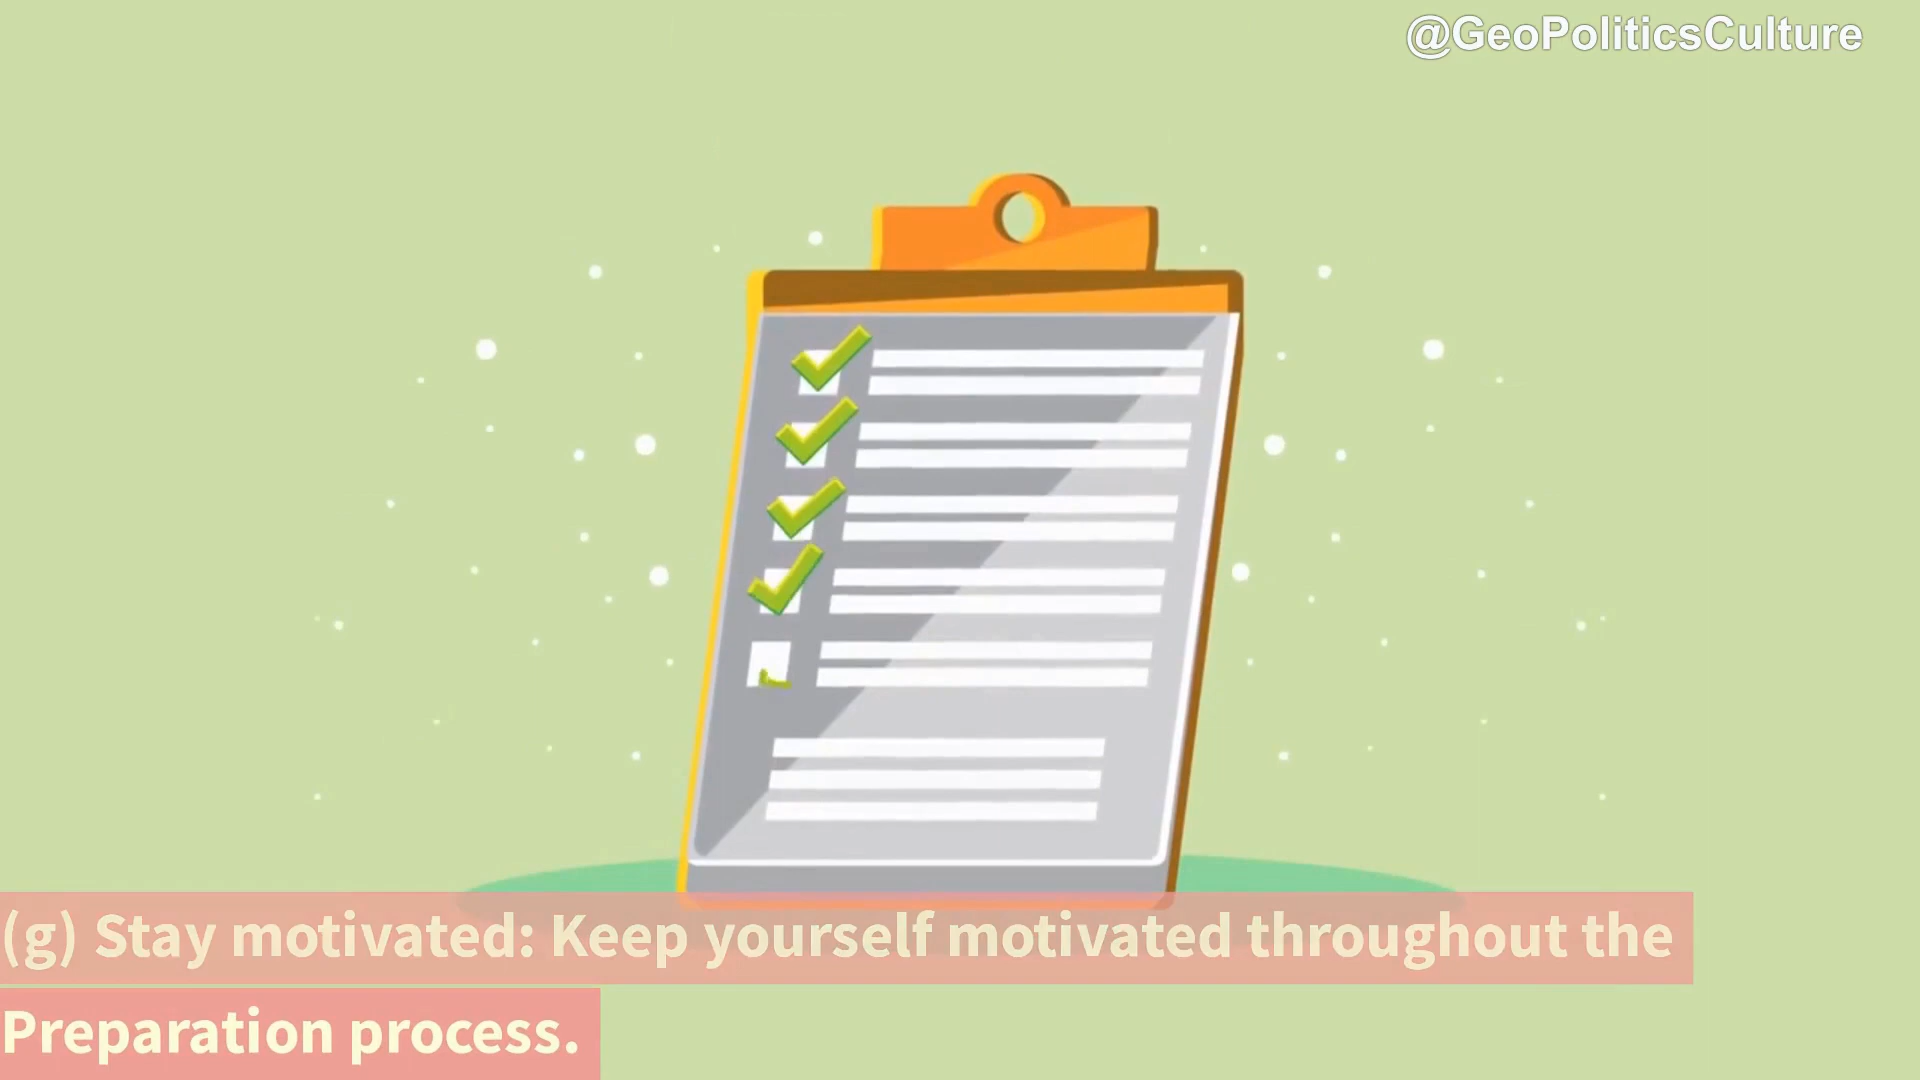 @GeoPoliticsCulture
(g) Stay motivated: Keep yourself motivated throughout the
Preparation process.